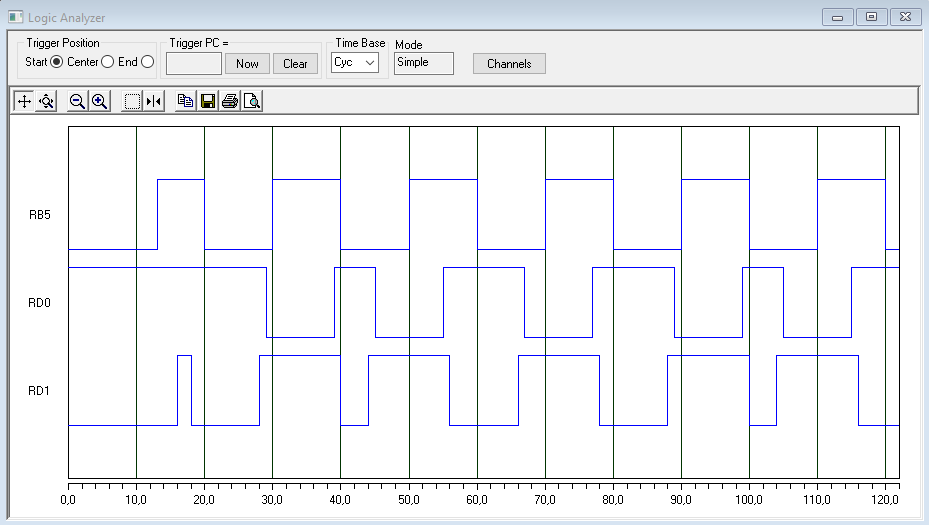 Logic Analyzer
Trigger Position
Start Center End
Trigger PC =
Now Clear
Time Base
Cyc
Mode
Simple
Channels
RB5
RD0
RD1
0,0 10,0 20,0 30,0 40,0 50,0 60,0 70,0 80,0 90,0 100,0 110,0 120,0